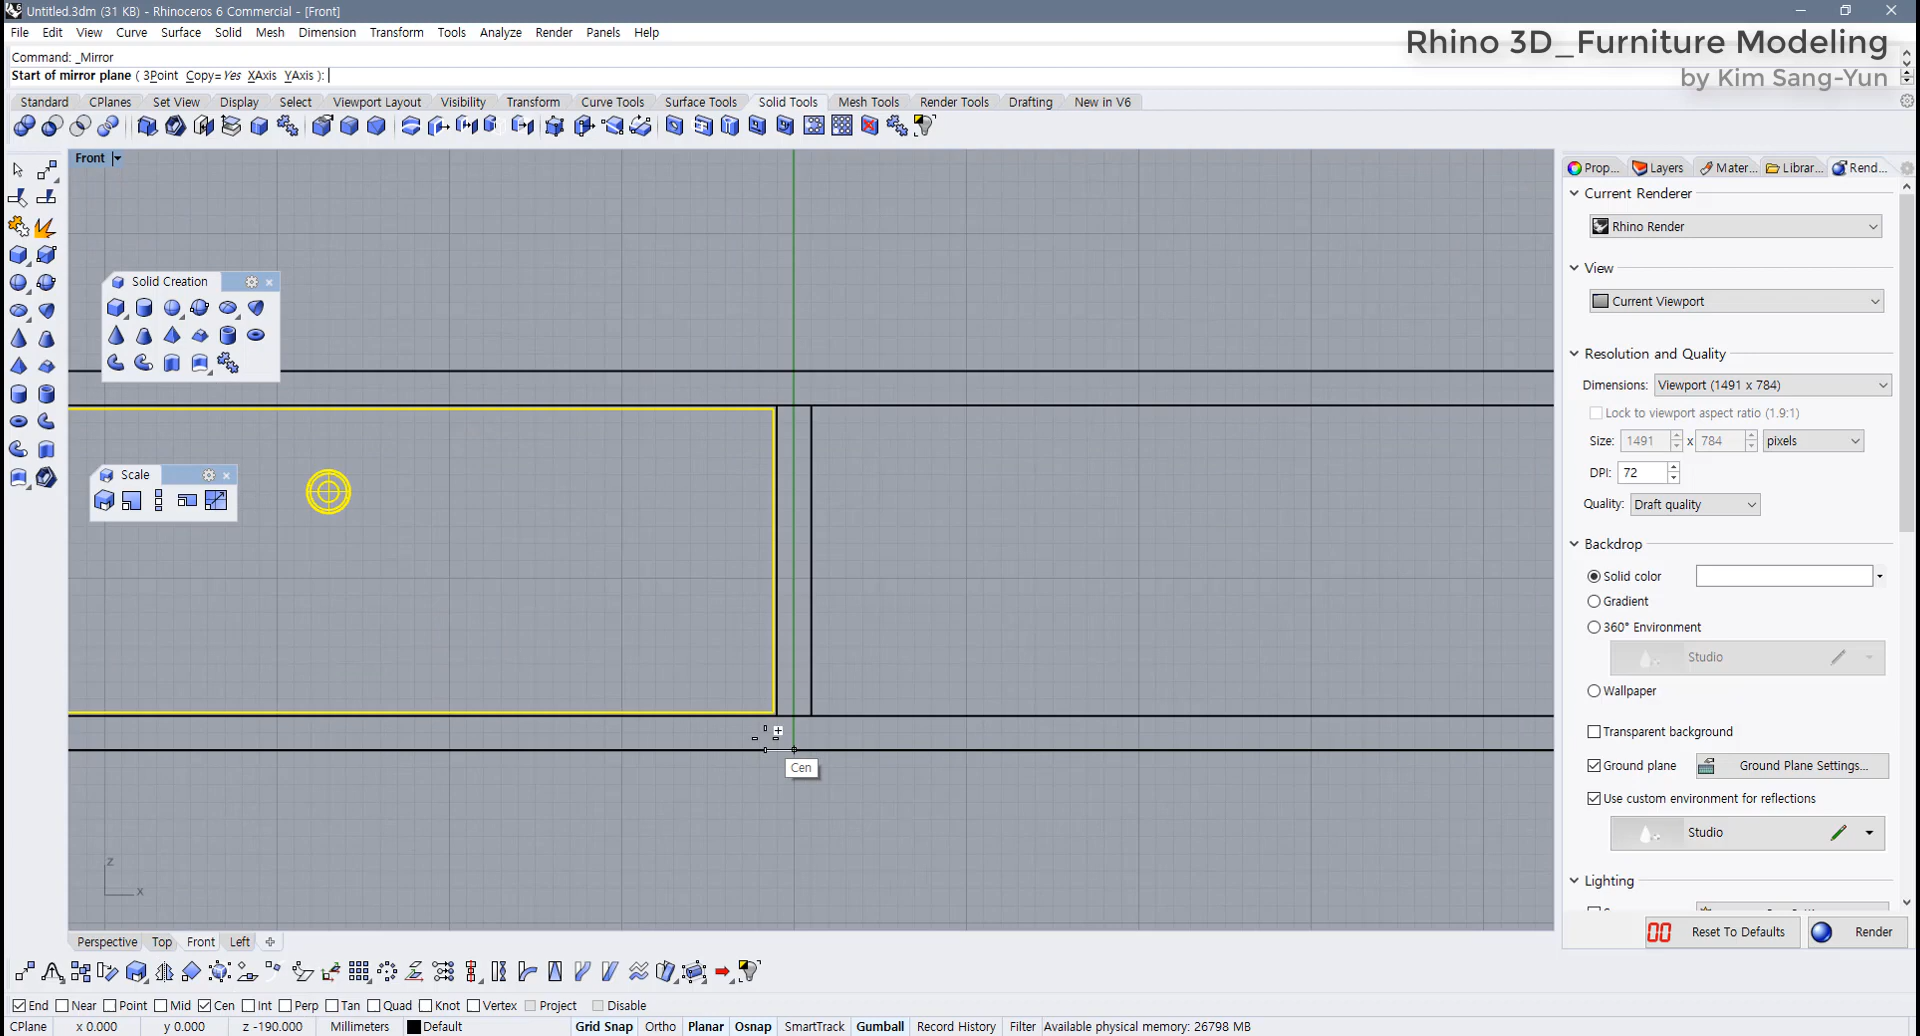 Untitled.3dm (31 KB) - Rhinoceros 6 Commercial - [Front]
File Edit View Curve Surface Solid Mesh Dimension Transform Tools Analyze Render Panels Help
Rhino 3D_Furniture Modeling
by Kim Sang-Yun
Command: _Mirror
Start of mirror plane ( 3Point Copy=Yes XAxis YAxis ):
Standard CPlanes Set View Display Select Viewport Layout Visibility Transform Curve Tools Surface Tools Solid Tools Mesh Tools Render Tools Drafting New in V6
Front
Solid Creation
Scale
Cen
z
x
Prop... Layers Mater... Librar... Rend...
Current Renderer
Rhino Render
View
Current Viewport
Resolution and Quality
Dimensions: Viewport (1491 x 784)
Lock to viewport aspect ratio (1.9:1)
Size: 1491 x 784 pixels
DPI: 72
Quality: Draft quality
Backdrop
Solid color
Gradient
360° Environment
Studio
Wallpaper
Transparent background
Ground plane Ground Plane Settings...
Use custom environment for reflections
Studio
Lighting
Reset To Defaults Render
Perspective Top Front Left
End Near Point Mid Cen Int Perp Tan Quad Knot Vertex Project Disable
CPlane x 0.000 y 0.000 z -190.000 Millimeters Default Grid Snap Ortho Planar Osnap SmartTrack Gumball Record History Filter Available physical memory: 26798 MB